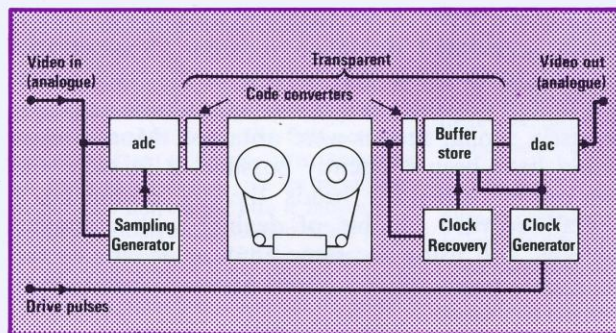 Video in
(analogue)
Transparent
Video out
(analogue)
Code converters
adc
Buffer
store
dac
Sampling
Generator
Clock
Recovery
Clock
Generator
Drive pulses